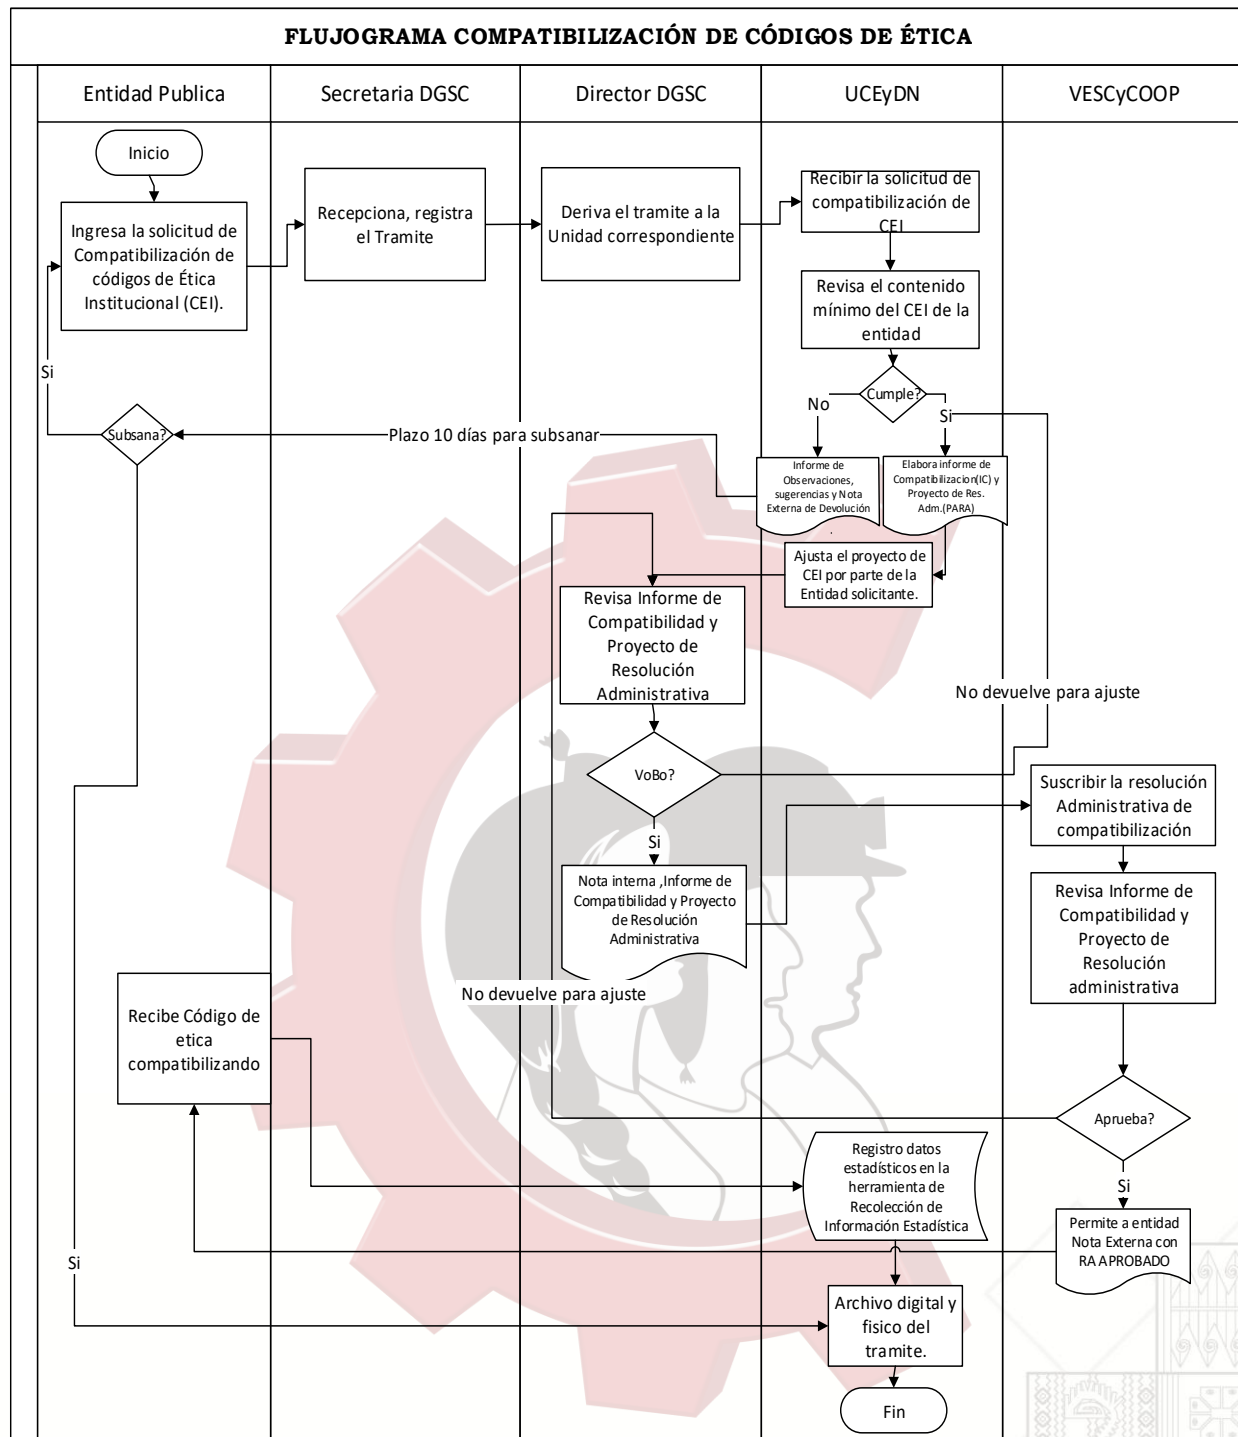 FLUJOGRAMA COMPATIBILIZACIÓN DE CÓDIGOS DE ÉTICA
Entidad Publica
Secretaria DGSC
Director DGSC
UCEyDN
VESCyCOOP
Inicio
Ingresa la solicitud de
Compatibilización de
códigos de Ética
Institucional (CEI).
Recepciona, registra
el Tramite
Deriva el tramite a la
Unidad correspondiente
Recibir la solicitud de
compatibilización de
CEI
Revisa el contenido
mínimo del CEI de la
entidad
Cumple?
No
Si
Si
Subsana?
Plazo 10 días para subsanar
Informe de
Observaciones,
sugerencias y Nota
Externa de Devolución
.
Elabora informe de
Compatibilizacion(IC) y
Proyecto de Res.
Adm.(PARA)
Ajusta el proyecto de
CEI por parte de la
Entidad solicitante.
Revisa Informe de
Compatibilidad y
Proyecto de
Resolución
Administrativa
No devuelve para ajuste
VoBo?
Si
Suscribir la resolución
Administrativa de
compatibilización
Nota interna ,Informe de
Compatibilidad y Proyecto
de Resolución
Administrativa
Revisa Informe de
Compatibilidad y
Proyecto de
Resolución
administrativa
No devuelve para ajuste
Recibe Código de
etica
compatibilizando
Aprueba?
Si
Registro datos
estadísticos en la
herramienta de
Recolección de
Información Estadística
Permite a entidad
Nota Externa con
RA APROBADO
Si
Archivo digital y
fisico del
tramite.
Fin